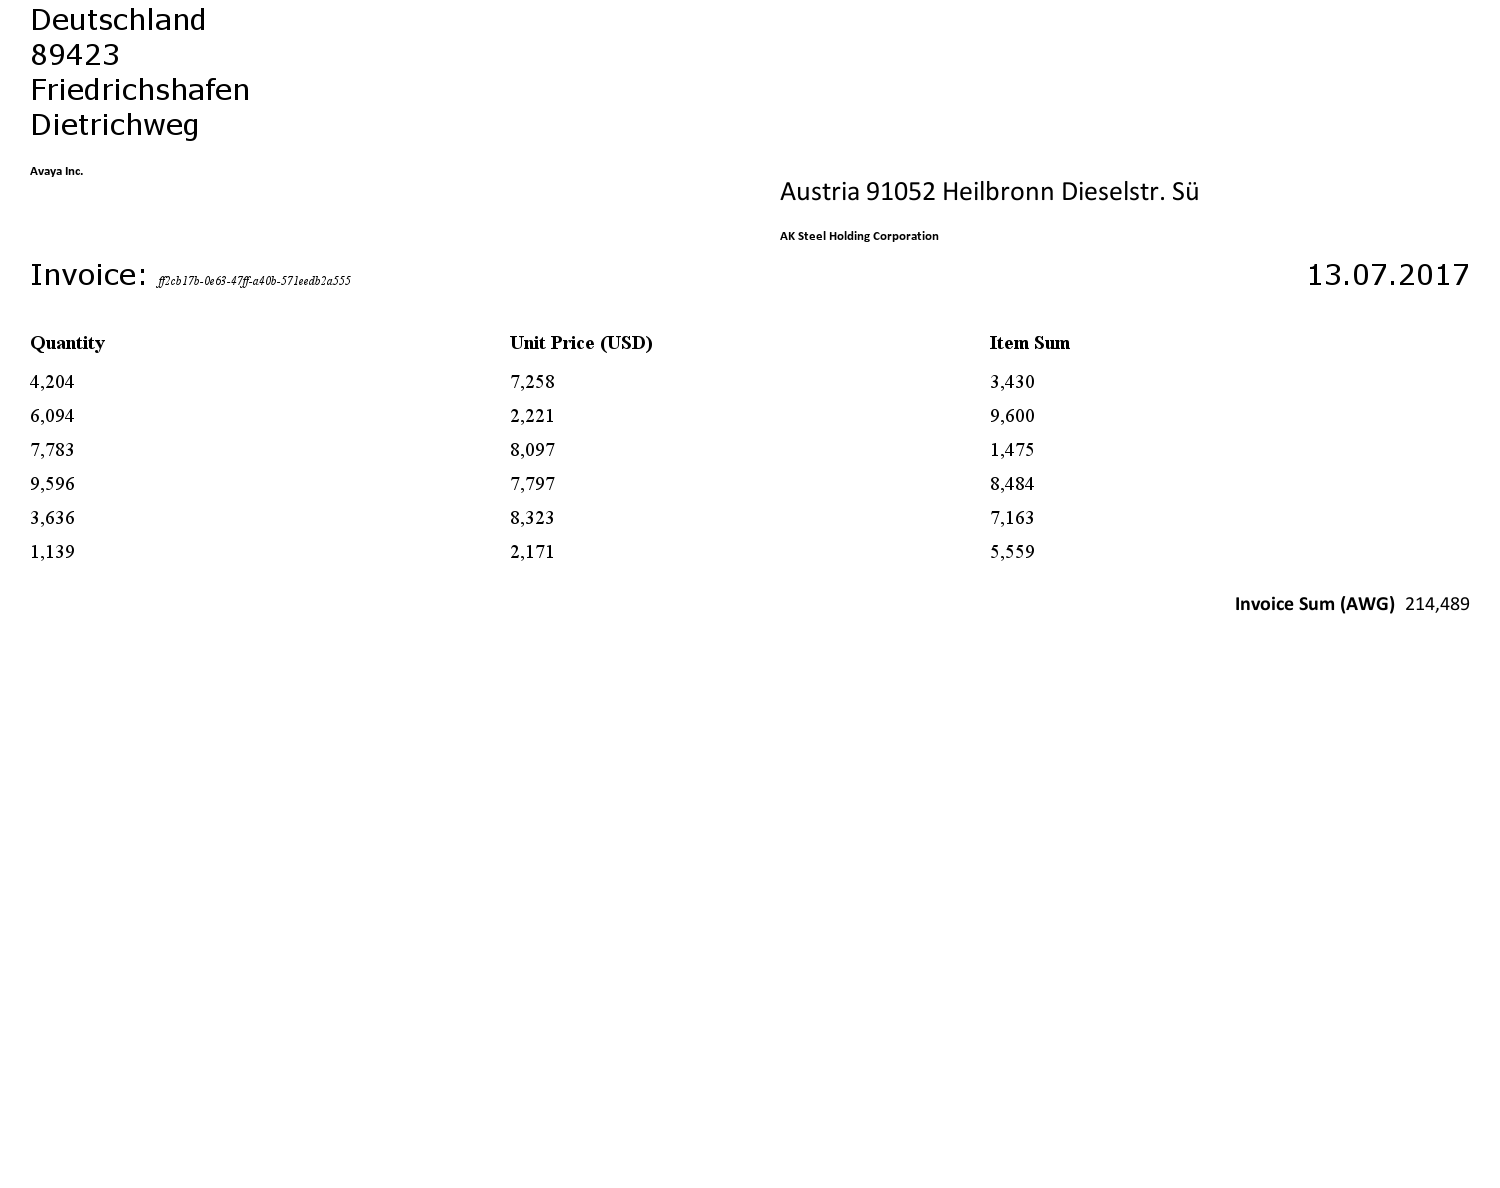 Deutschland
89423
Friedrichshafen
Dietrichweg
Avaya Inc.
Austria 91052 Heilbronn Dieselstr. Sü
AK Steel Holding Corporation
Invoice: ff2cb17b-0e63-47ff-a40b-571eedb2a555 13.07.2017
Quantity Unit Price (USD) Item Sum
4,204 7,258 3,430
6,094 2,221 9,600
7,783 8,097 1,475
9,596 7,797 8,484
3,636 8,323 7,163
1,139 2,171 5,559
Invoice Sum (AWG) 214,489